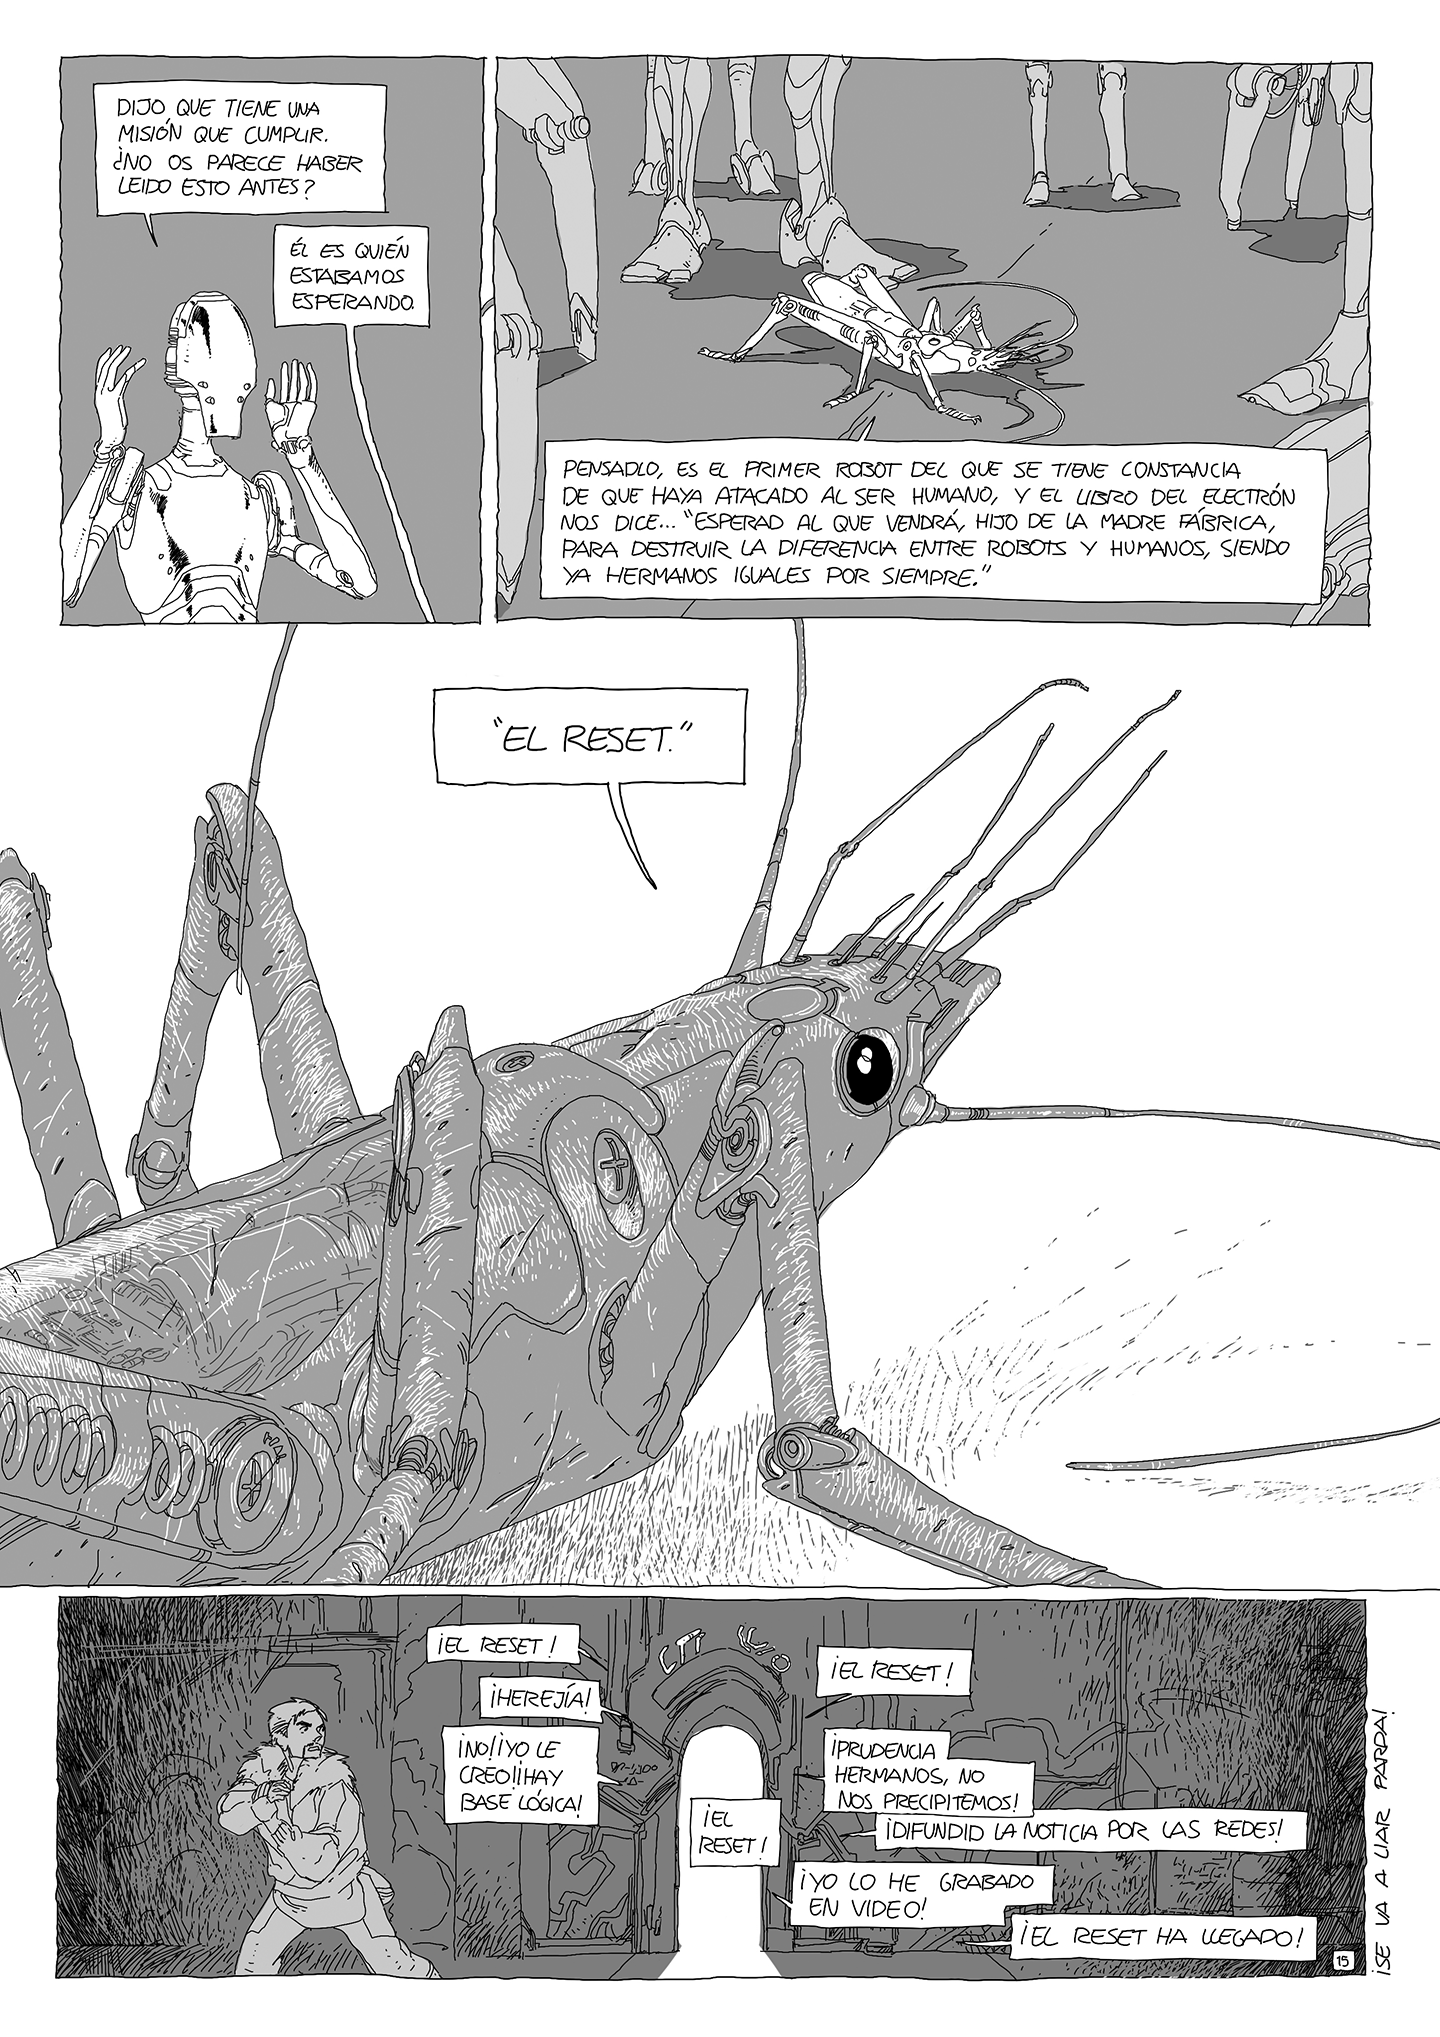 DIJO QUE TIENE UNA
MISIÓN QUE CUMPLIR.
¿NO OS PARECE HABER
LEIDO ESTO ANTES?
ÉL ES QUIÉN
ESTABAMOS
ESPERANDO.
PENSADLO, ES EL PRIMER ROBOT DEL QUE SE TIENE CONSTANCIA
DE QUE HAYA ATACADO AL SER HUMANO, Y EL LIBRO DEL ELECTRÓN
NOS DICE... "ESPERAD AL QUE VENDRÁ, HIJO DE LA MADRE FÁBRICA,
PARA DESTRUIR LA DIFERENCIA ENTRE ROBOTS Y HUMANOS, SIENDO
YA HERMANOS IGUALES POR SIEMPRE."
"EL RESET."
¡EL RESET!
¡HEREJÍA!
¡NO!¡YO LE
CREO!¡HAY
BASE LÓGICA!
¡EL
RESET!
¡EL RESET!
¡PRUDENCIA
HERMANOS, NO
NOS PRECIPITEMOS!
¡DIFUNDID LA NOTICIA POR LAS REDES!
¡YO LO HE GRABADO
EN VIDEO!
¡EL RESET HA LLEGADO!
15
¡SE VA A LIAR PARDA!